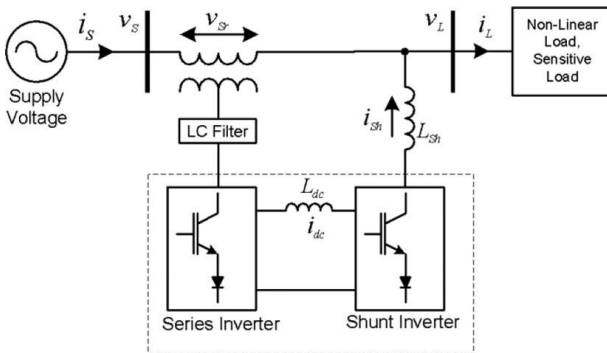 i_S
v_S
v_Sr
v_L
i_L
Non-Linear
Load,
Sensitive
Load
Supply
Voltage
LC Filter
i_Sh
L_Sh
L_dc
i_dc
Series Inverter
Shunt Inverter